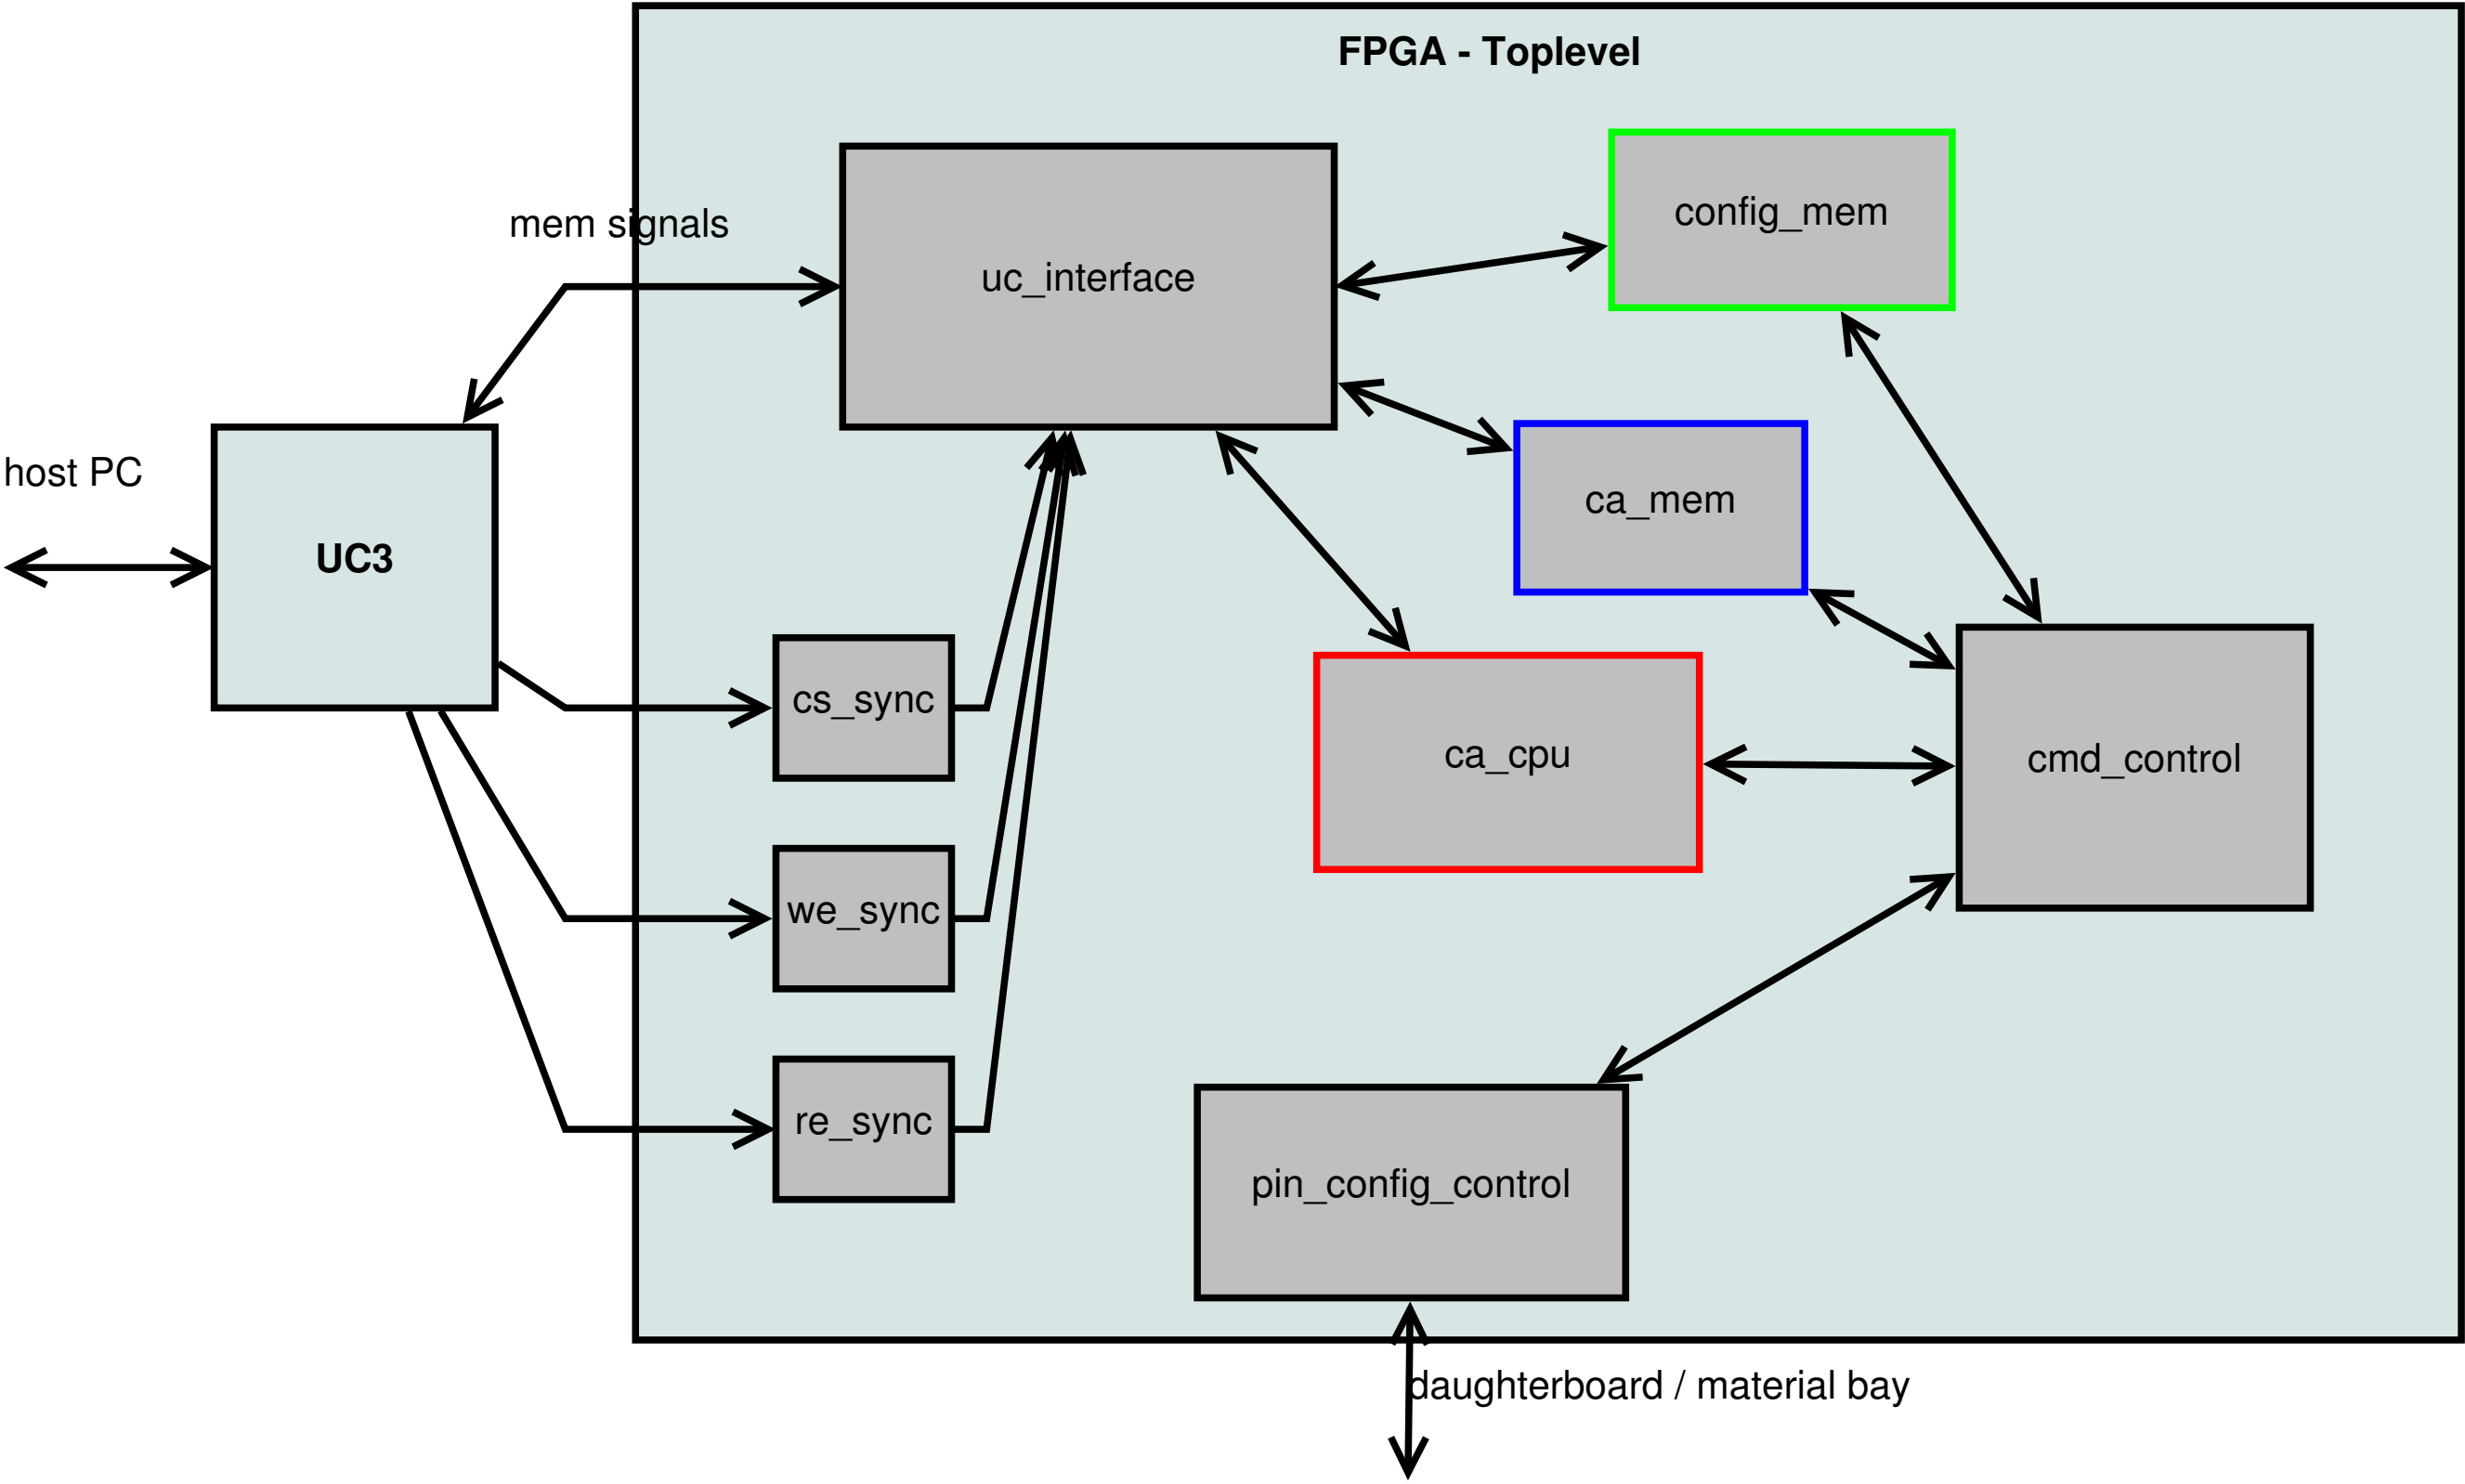 FPGA - Toplevel
mem signals
uc_interface
config_mem
host PC
UC3
ca_mem
cs_sync
ca_cpu
cmd_control
we_sync
re_sync
pin_config_control
daughterboard / material bay